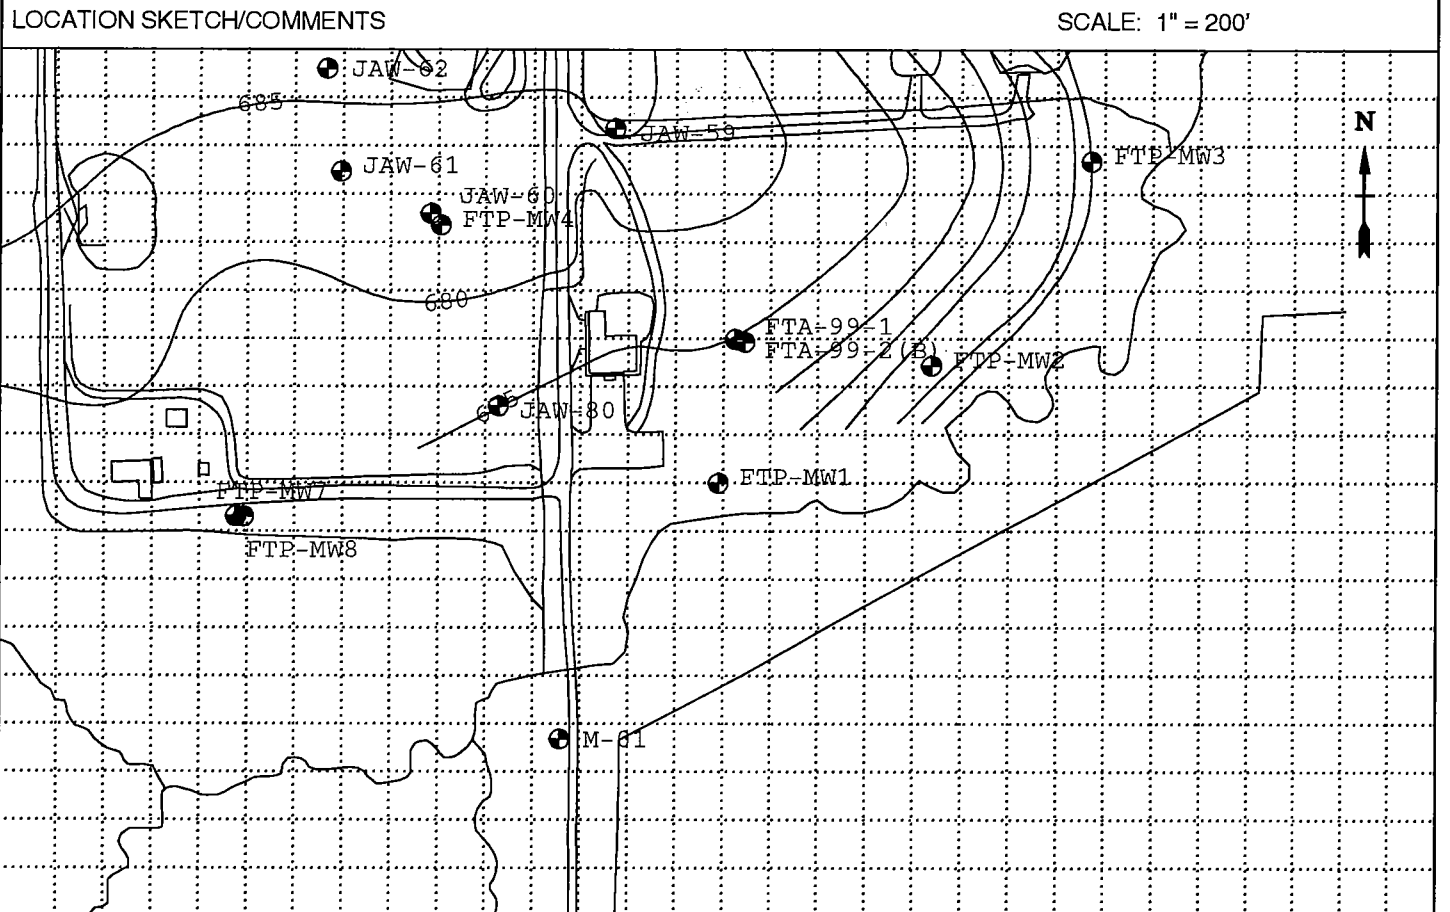 LOCATION SKETCH/COMMENTS
SCALE: 1" = 200'
JAW-62
685
JAW-59
N
FTP-MW3
JAW-61
JAW-60
FTP-MW4
680
FTA-99-1
FTA-99-2(B)
FTP-MW2
JAW-80
FTP-MW1
FTP-MW7
FTP-MW8
M-61